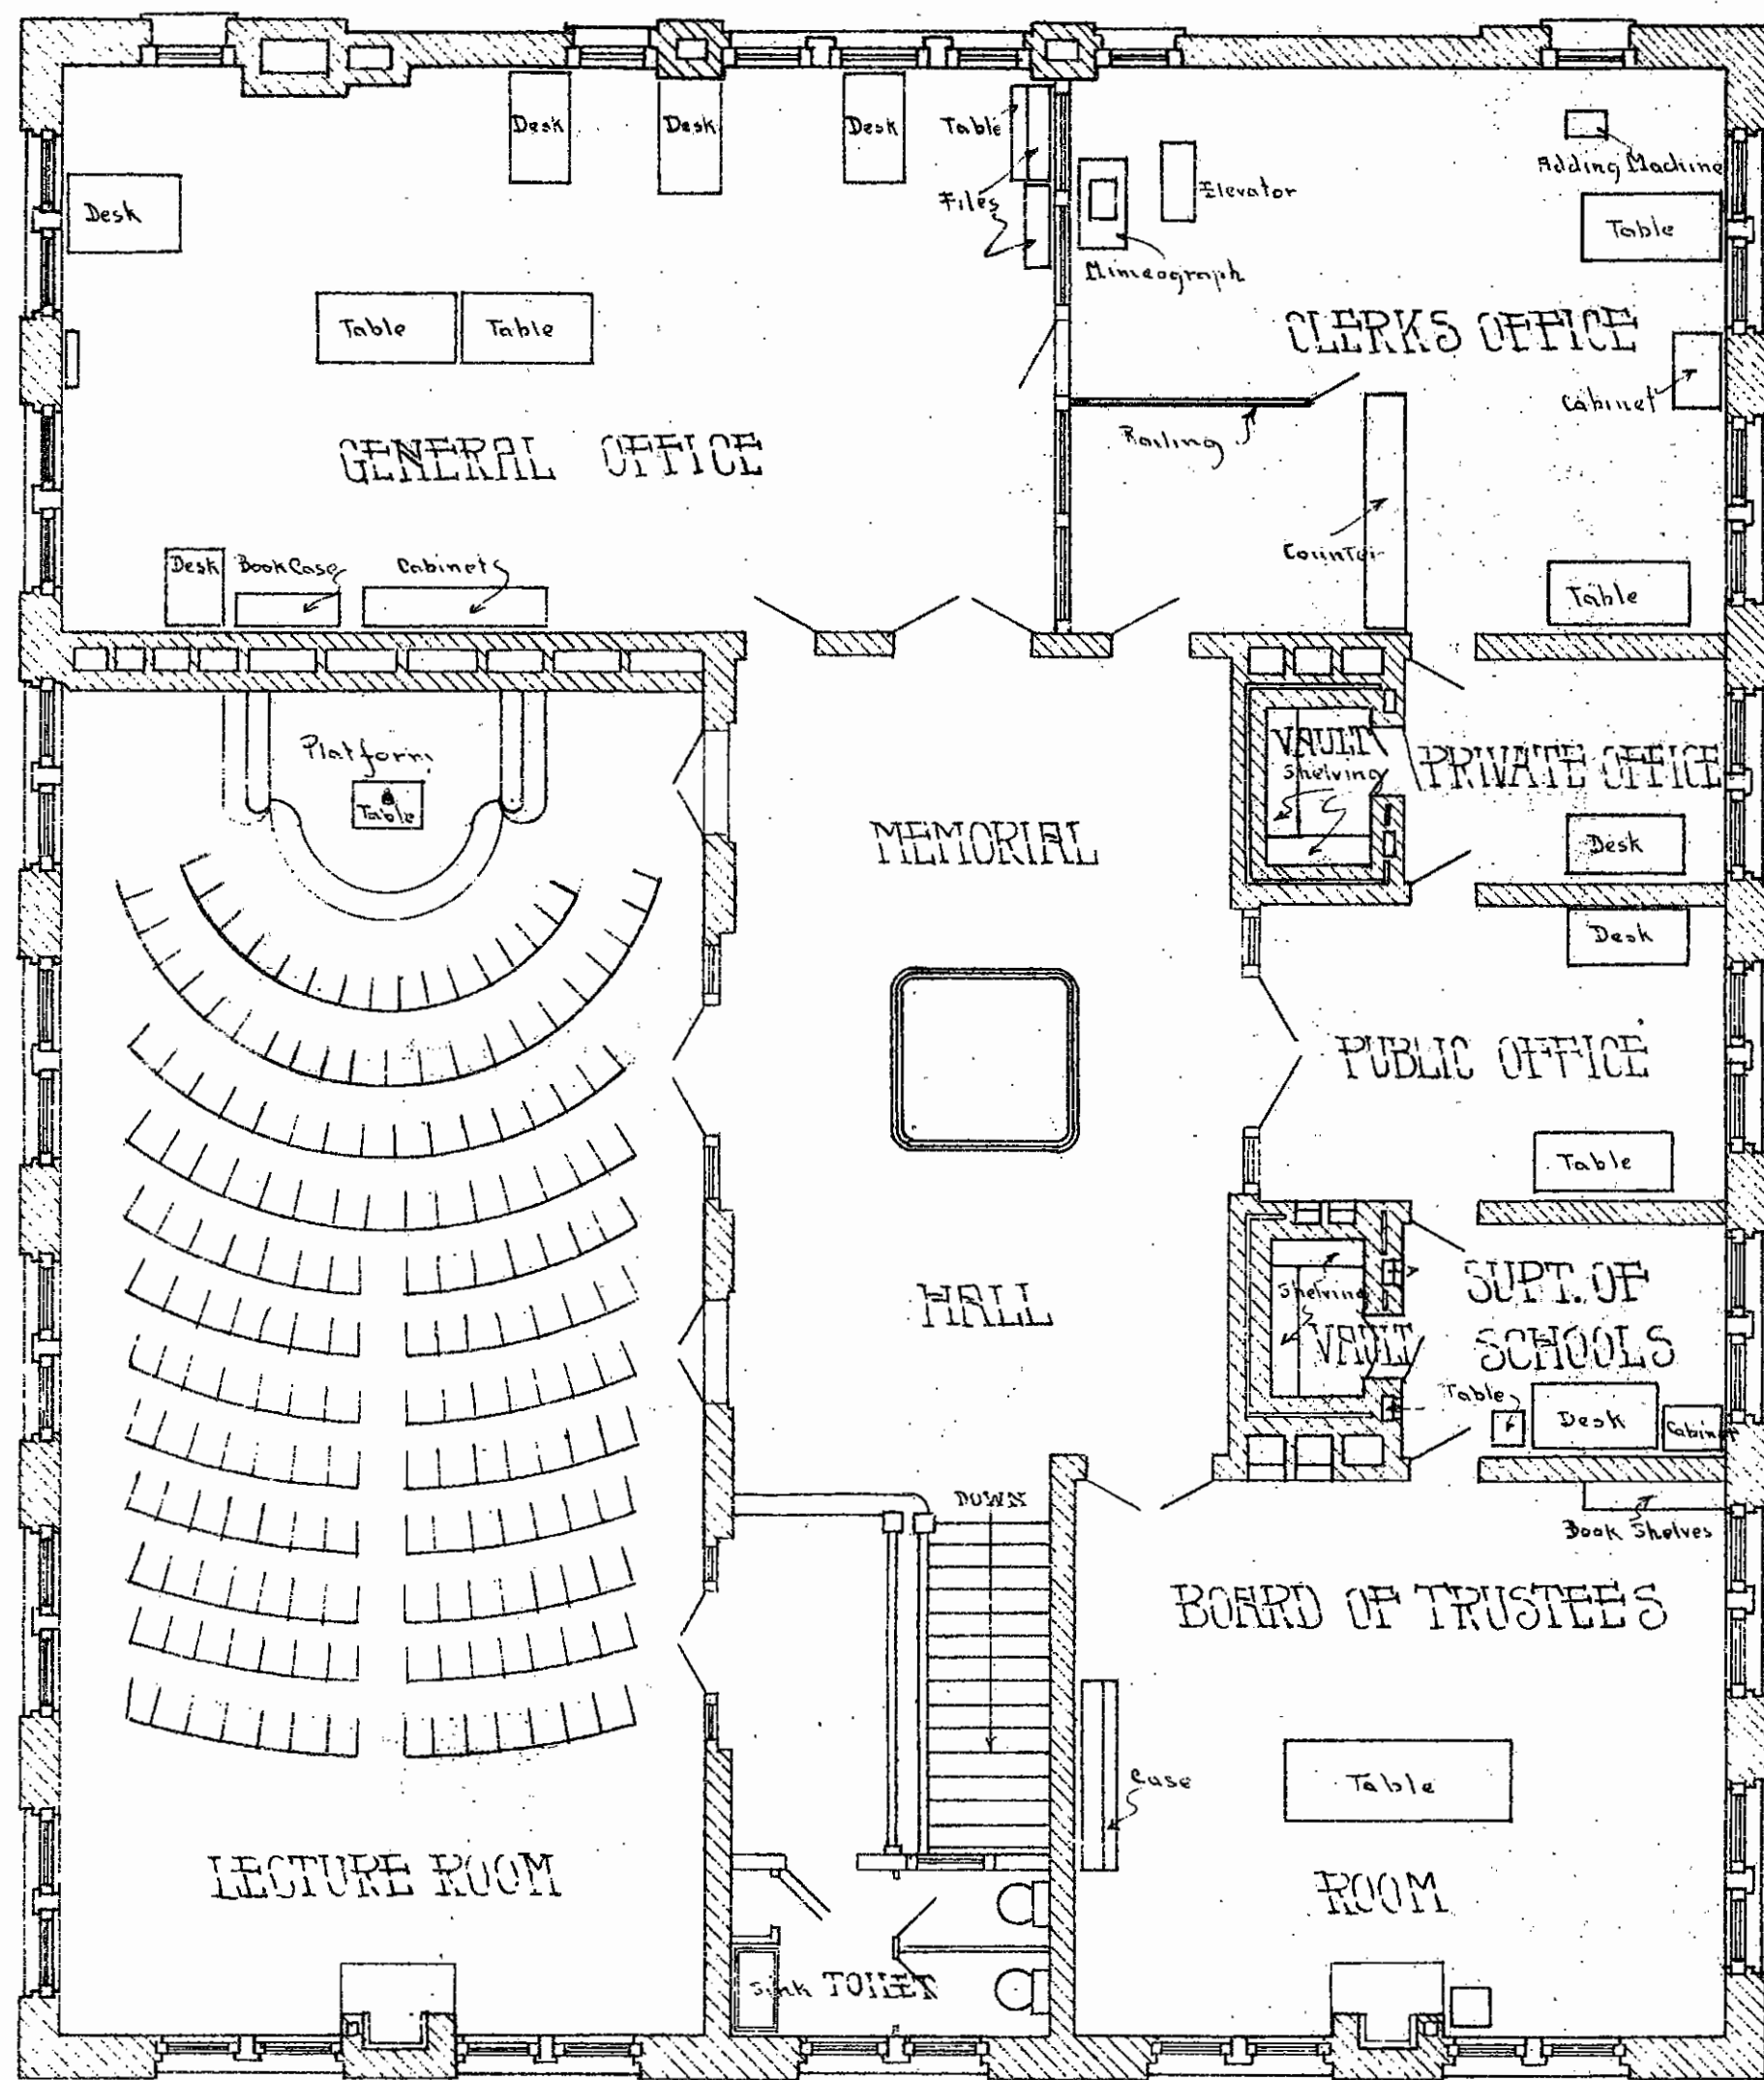 Desk
Desk
Desk
Table
Files
Desk
Table
Table
GENERAL OFFICE
Desk
Book Case
Cabinets
Adding Machine
Elevator
Table
Mimeograph
CLERKS OFFICE
Cabinet
Railing
Counter
Table
Platform
Table
MEMORIAL
HALL
VAULT
Shelving
PRIVATE OFFICE
Desk
Desk
PUBLIC OFFICE
Table
Shelving
VAULT
SUPT. OF
SCHOOLS
Table
Desk
Cabinet
Book Shelves
DOWN
BOARD OF TRUSTEES
Case
Table
ROOM
LECTURE ROOM
Sink
TOILET